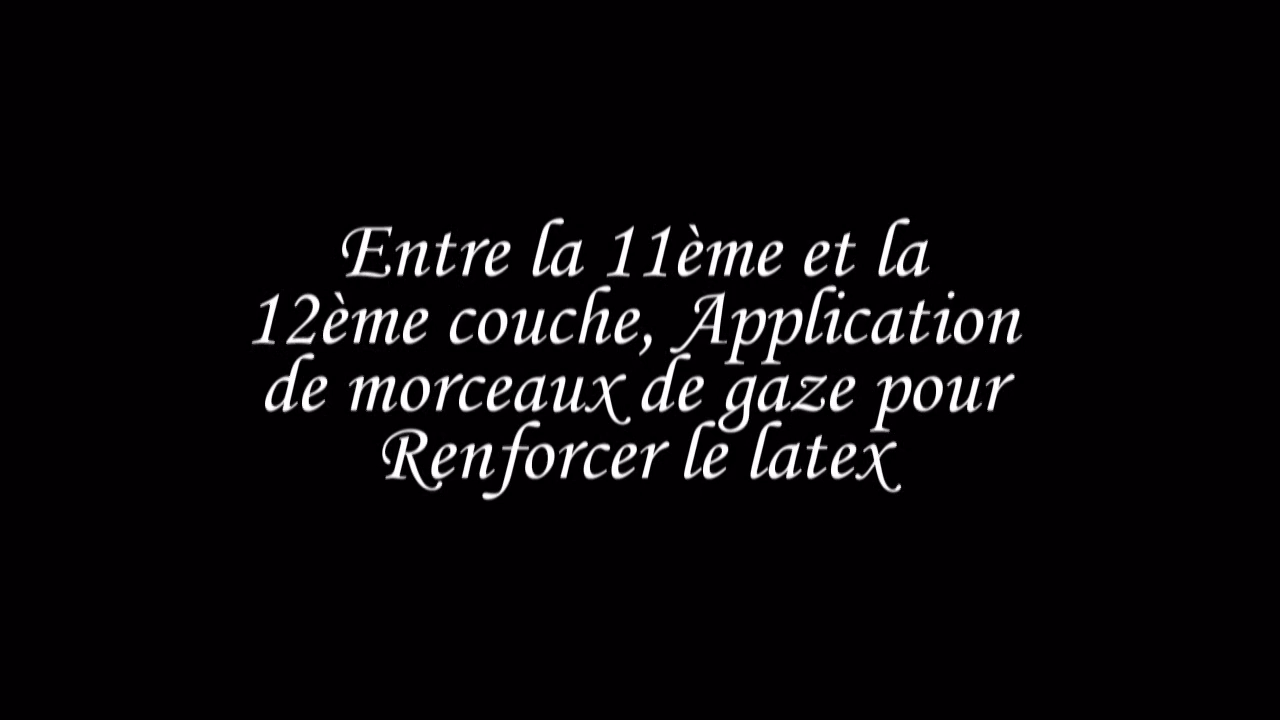 Entre la 11ème et la
12ème couche, Application
de morceaux de gaze pour
Renforcer le latex